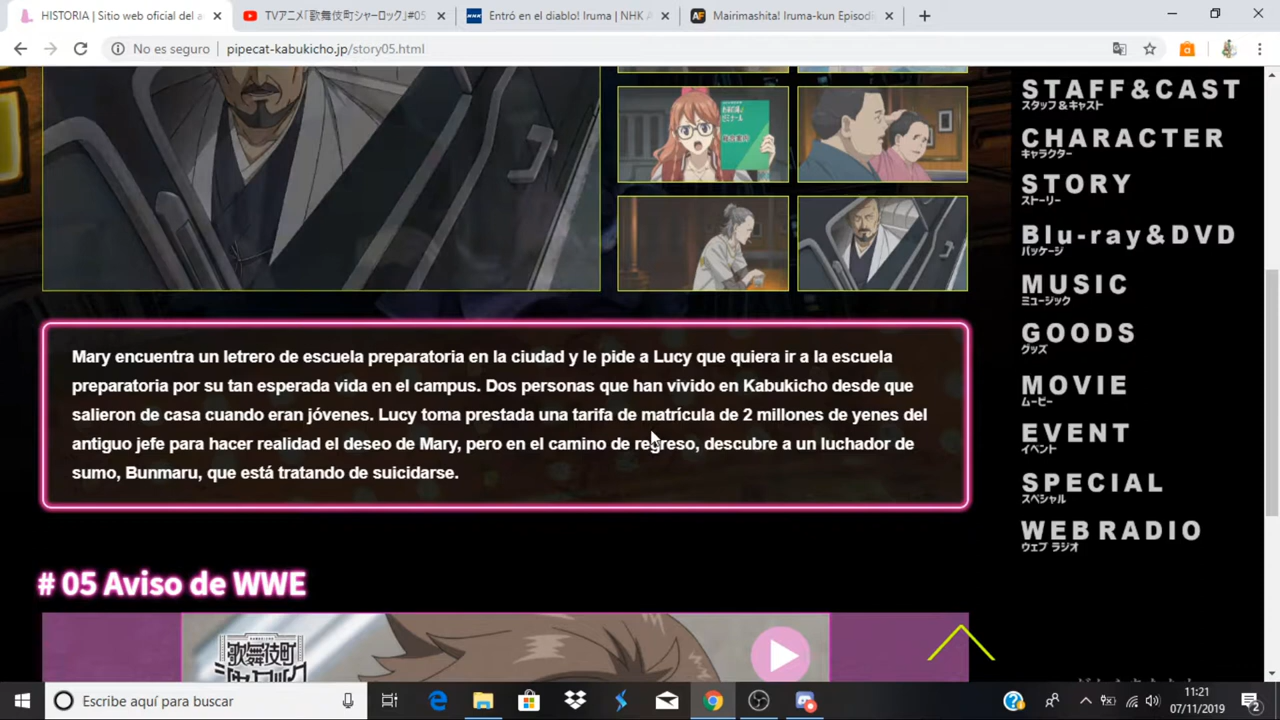 HISTORIA | Sitio web oficial del a
TVアニメ「歌舞伎町シャーロック」#05
Entró en el diablo! Iruma | NHK A
Mairimashita! Iruma-kun Episodi
No es seguro
pipecat-kabukicho.jp/story05.html
STAFF&CAST
スタッフ&キャスト
CHARACTER
キャラクター
STORY
ストーリー
Blu-ray&DVD
パッケージ
MUSIC
ミュージック
GOODS
グッズ
MOVIE
ムービー
EVENT
イベント
SPECIAL
スペシャル
WEB RADIO
ウェブ ラジオ
Mary encuentra un letrero de escuela preparatoria en la ciudad y le pide a Lucy que quiera ir a la escuela
preparatoria por su tan esperada vida en el campus. Dos personas que han vivido en Kabukicho desde que
salieron de casa cuando eran jóvenes. Lucy toma prestada una tarifa de matrícula de 2 millones de yenes del
antiguo jefe para hacer realidad el deseo de Mary, pero en el camino de regreso, descubre a un luchador de
sumo, Bunmaru, que está tratando de suicidarse.
# 05 Aviso de WWE
歌舞伎町
Escribe aquí para buscar
11:21
07/11/2019
2